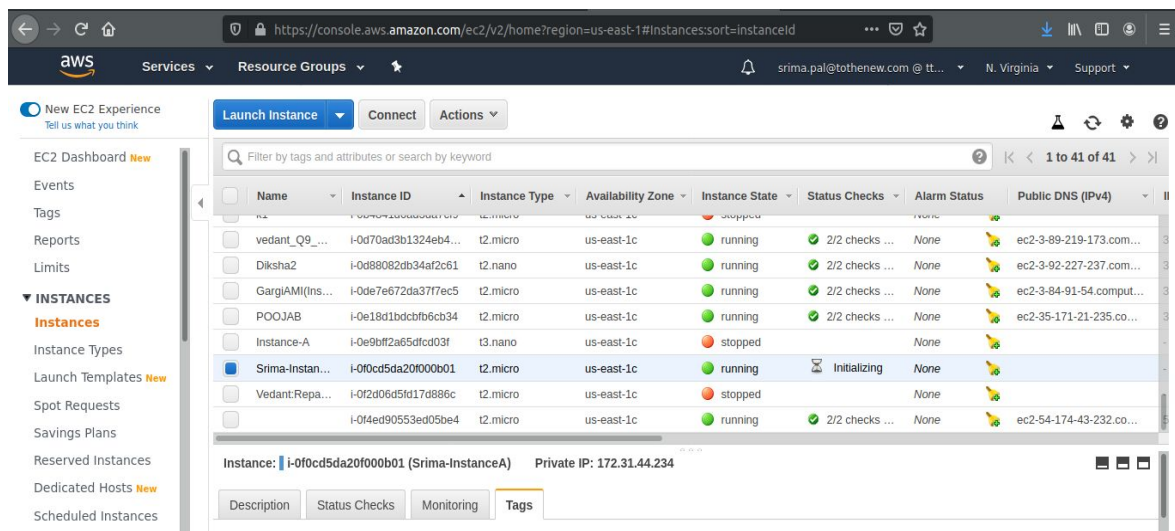 https://console.aws.amazon.com/ec2/v2/home?region=us-east-1#Instances:sort=instanceId
aws Services Resource Groups srima.pal@tothenew.com @ tt... N. Virginia Support
New EC2 Experience
Tell us what you think
EC2 Dashboard New
Events
Tags
Reports
Limits
INSTANCES
Instances
Instance Types
Launch Templates New
Spot Requests
Savings Plans
Reserved Instances
Dedicated Hosts New
Scheduled Instances
Launch Instance Connect Actions
Filter by tags and attributes or search by keyword 1 to 41 of 41
Name Instance ID Instance Type Availability Zone Instance State Status Checks Alarm Status Public DNS (IPv4)
t2.micro us-east-1c stopped None
vedant_Q9_... i-0d70ad3b1324eb4... t2.micro us-east-1c running 2/2 checks ... None ec2-3-89-219-173.com...
Diksha2 i-0d88082db34af2c61 t2.nano us-east-1c running 2/2 checks ... None ec2-3-92-227-237.com...
GargiAMI(Ins... i-0de7e672da37f7ec5 t2.micro us-east-1c running 2/2 checks ... None ec2-3-84-91-54.comput...
POOJAB i-0e18d1bdcbfb6cb34 t2.micro us-east-1c running 2/2 checks ... None ec2-35-171-21-235.co...
Instance-A i-0e9bff2a65dfcd03f t3.nano us-east-1c stopped None
Srima-Instan... i-0f0cd5da20f000b01 t2.micro us-east-1c running Initializing None
Vedant:Repa... i-0f2d06d5fd17d886c t2.micro us-east-1c stopped None
i-0f4ed90553ed05be4 t2.micro us-east-1c running 2/2 checks ... None ec2-54-174-43-232.co...
Instance: i-0f0cd5da20f000b01 (Srima-InstanceA) Private IP: 172.31.44.234
Description Status Checks Monitoring Tags